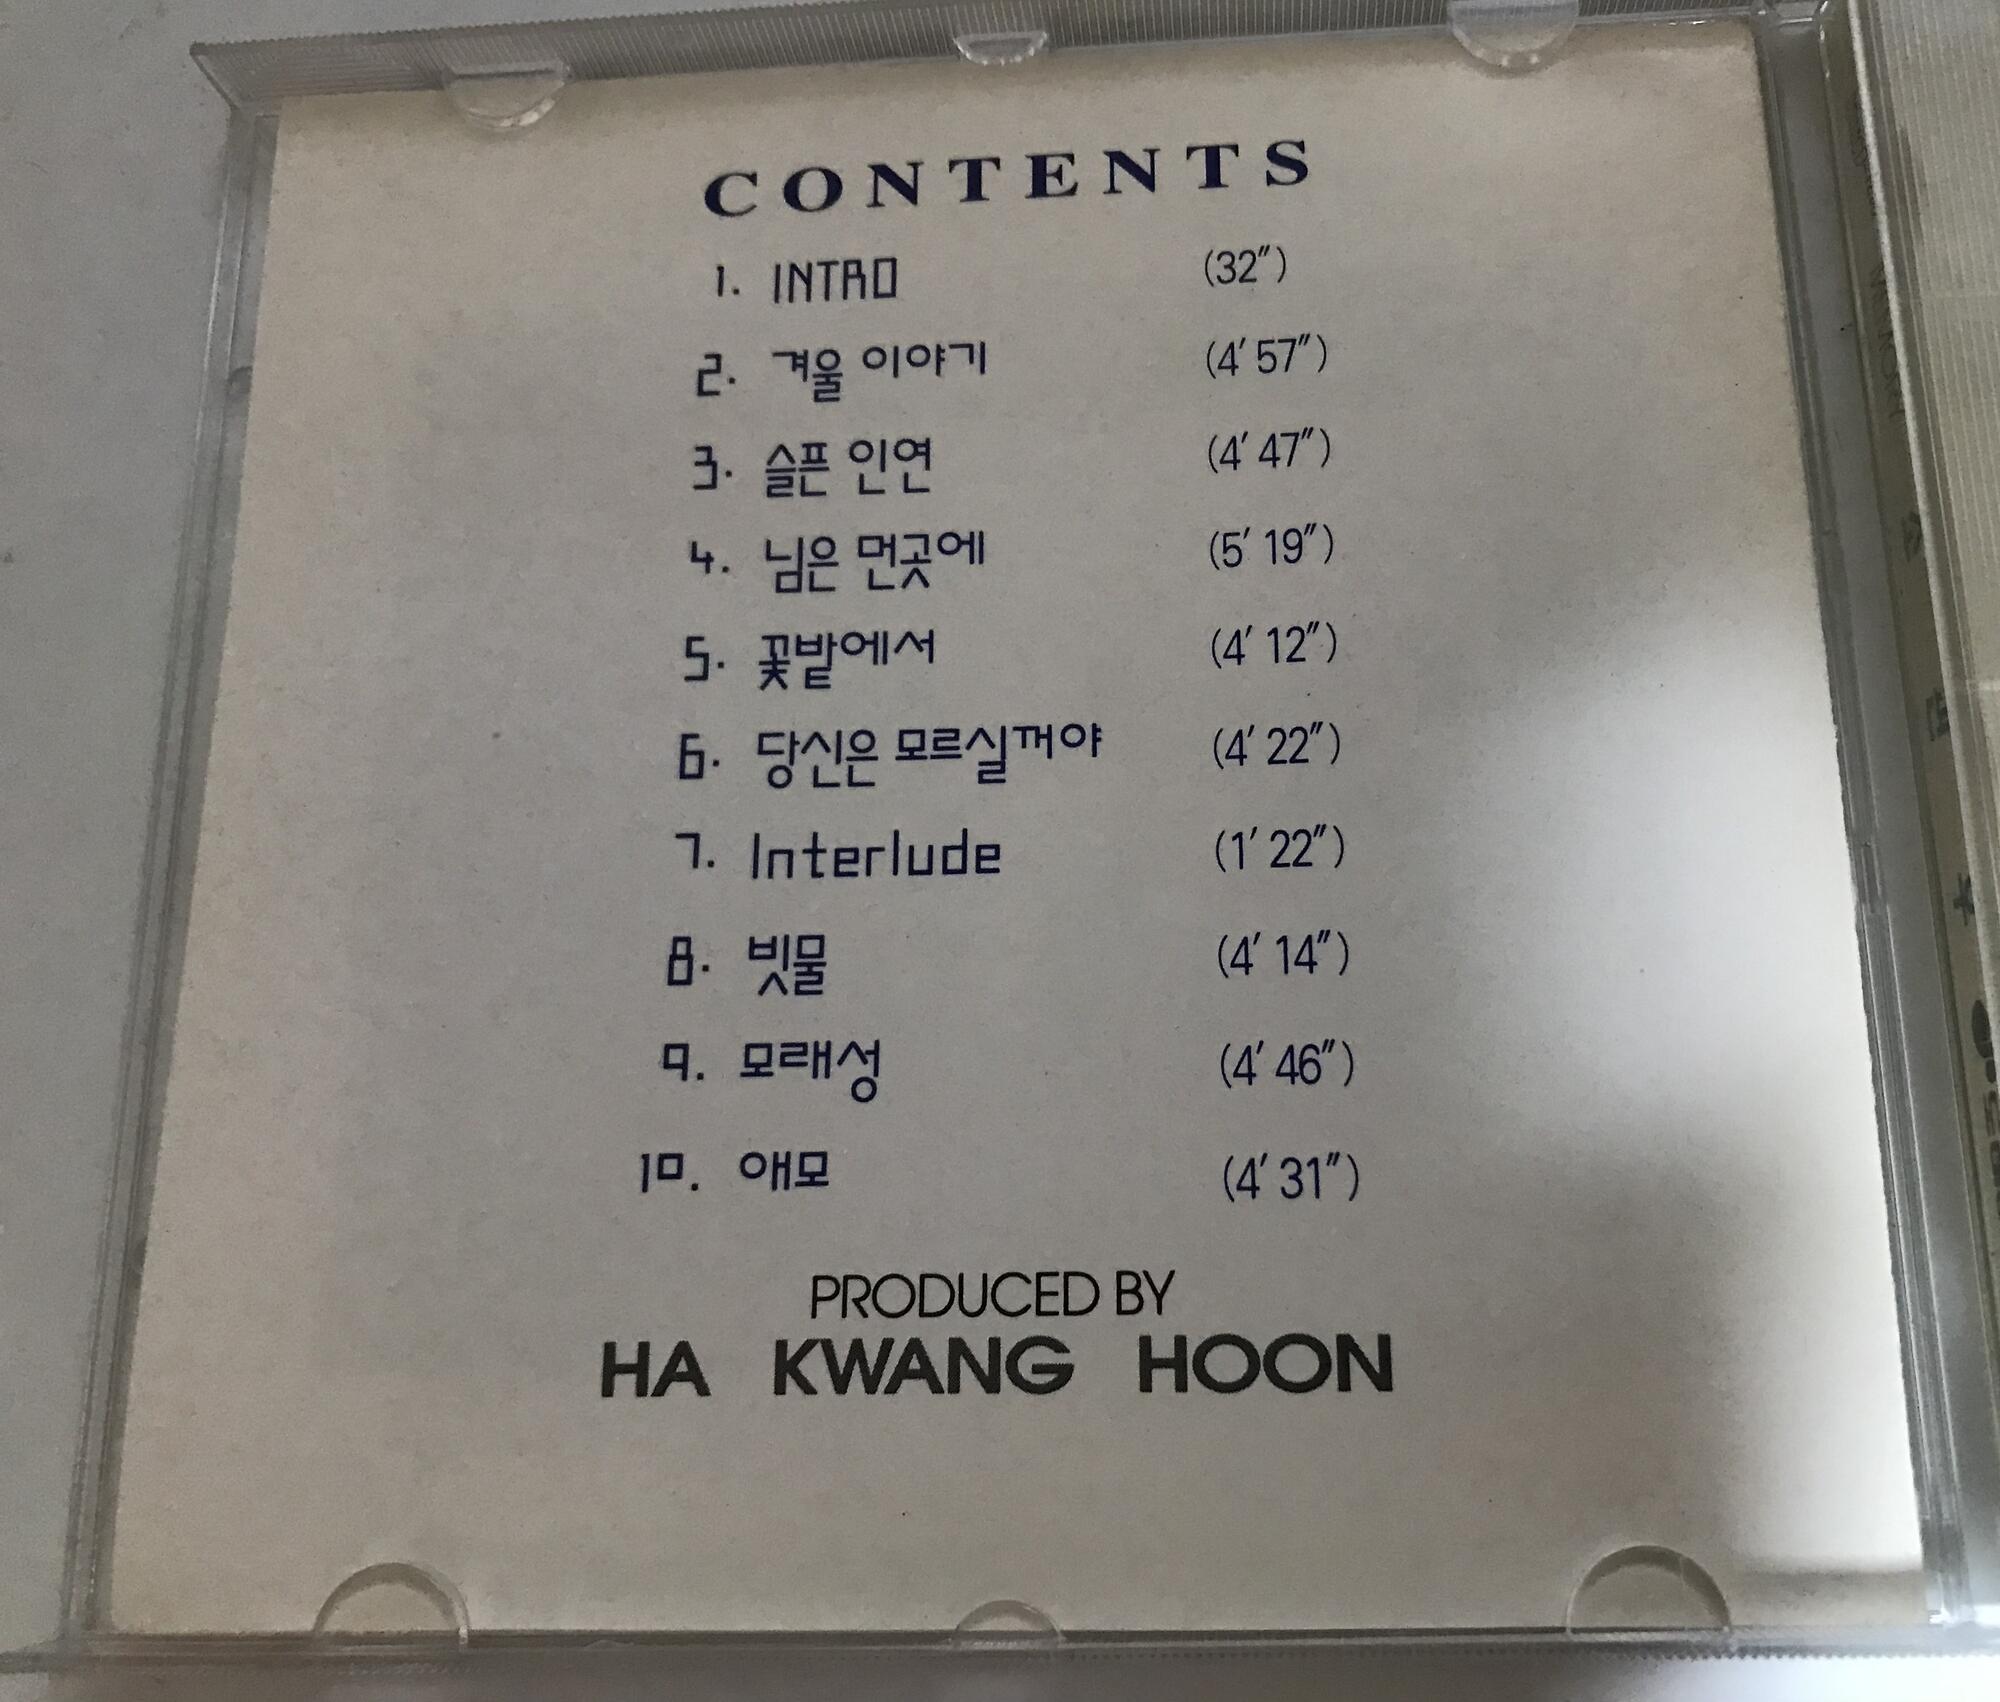 CONTENTS
1. INTRO (32″)
2. 겨울 이야기 (4′ 57″)
3. 슬픈 인연 (4′ 47″)
4. 님은 먼곳에 (5′ 19″)
5. 꽃밭에서 (4′ 12″)
6. 당신은 모르실꺼야 (4′ 22″)
7. Interlude (1′ 22″)
8. 빗물 (4′ 14″)
9. 모래성 (4′ 46″)
10. 애모 (4′ 31″)
PRODUCED BY
HA KWANG HOON